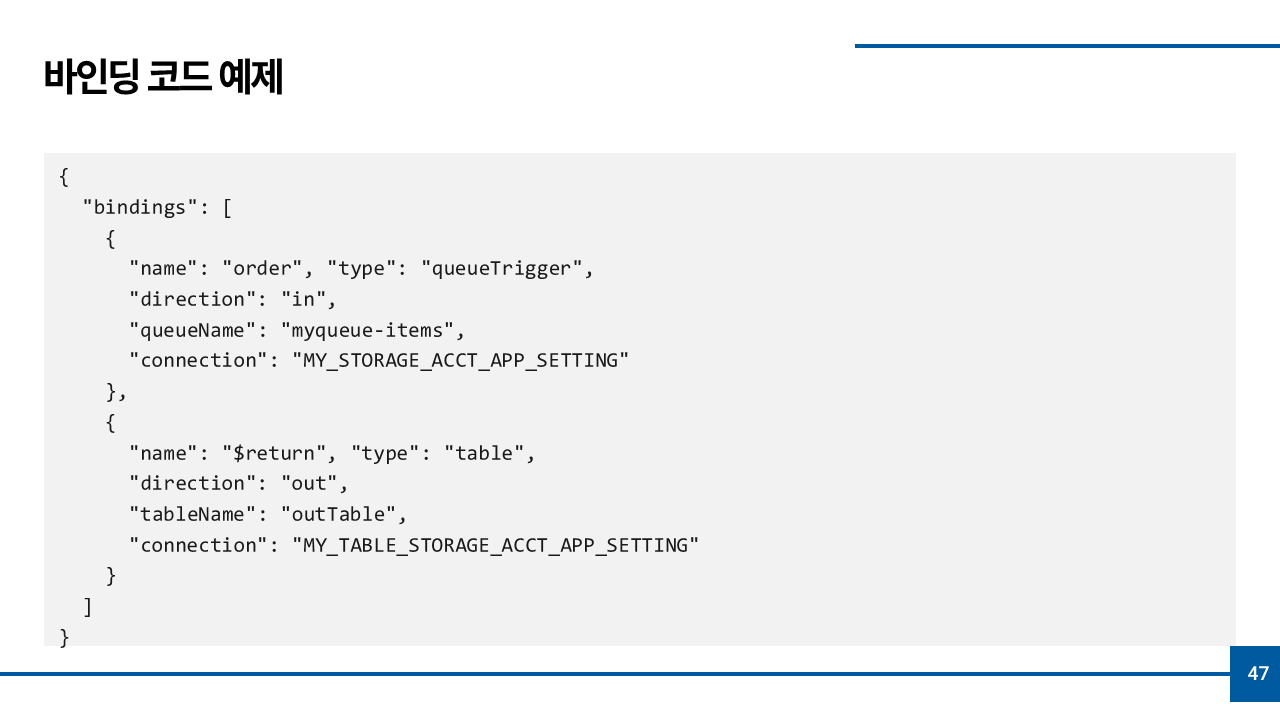 바인딩 코드 예제
{
  "bindings": [
    {
      "name": "order", "type": "queueTrigger",
      "direction": "in",
      "queueName": "myqueue-items",
      "connection": "MY_STORAGE_ACCT_APP_SETTING"
    },
    {
      "name": "$return", "type": "table",
      "direction": "out",
      "tableName": "outTable",
      "connection": "MY_TABLE_STORAGE_ACCT_APP_SETTING"
    }
  ]
}
47